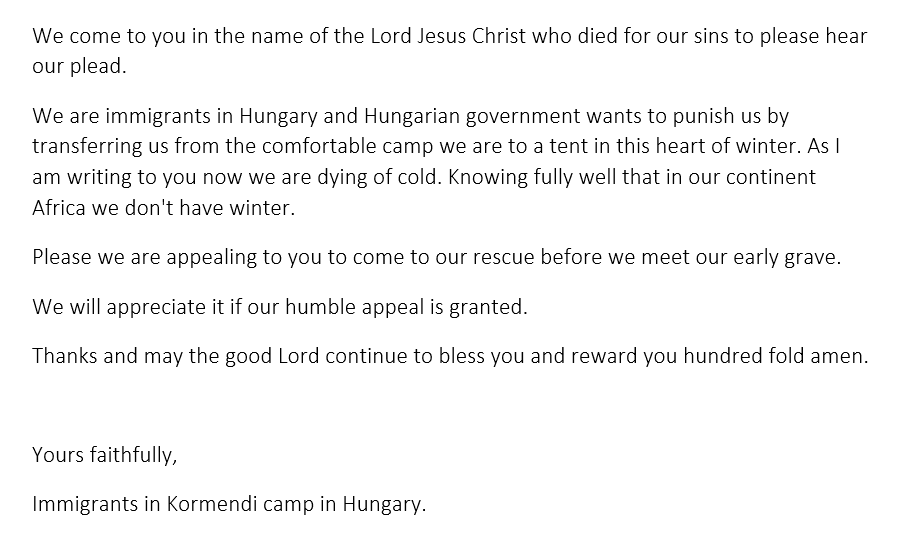 We come to you in the name of the Lord Jesus Christ who died for our sins to please hear
our plead.
We are immigrants in Hungary and Hungarian government wants to punish us by
transferring us from the comfortable camp we are to a tent in this heart of winter. As I
am writing to you now we are dying of cold. Knowing fully well that in our continent
Africa we don't have winter.
Please we are appealing to you to come to our rescue before we meet our early grave.
We will appreciate it if our humble appeal is granted.
Thanks and may the good Lord continue to bless you and reward you hundred fold amen.
Yours faithfully,
Immigrants in Kormendi camp in Hungary.